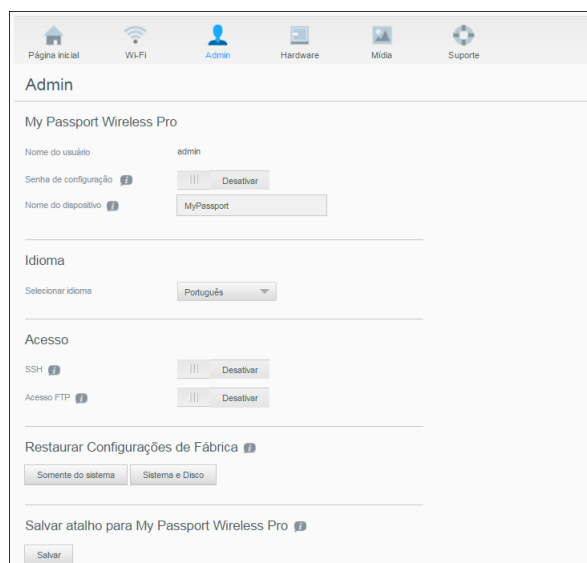 Página inicial Wi-Fi Admin Hardware Mídia Suporte
Admin
My Passport Wireless Pro
Nome do usuário admin
Senha de configuração i Desativar
Nome do dispositivo i MyPassport
Idioma
Selecionar idioma Português
Acesso
SSH i Desativar
Acesso FTP i Desativar
Restaurar Configurações de Fábrica i
Somente do sistema Sistema e Disco
Salvar atalho para My Passport Wireless Pro i
Salvar